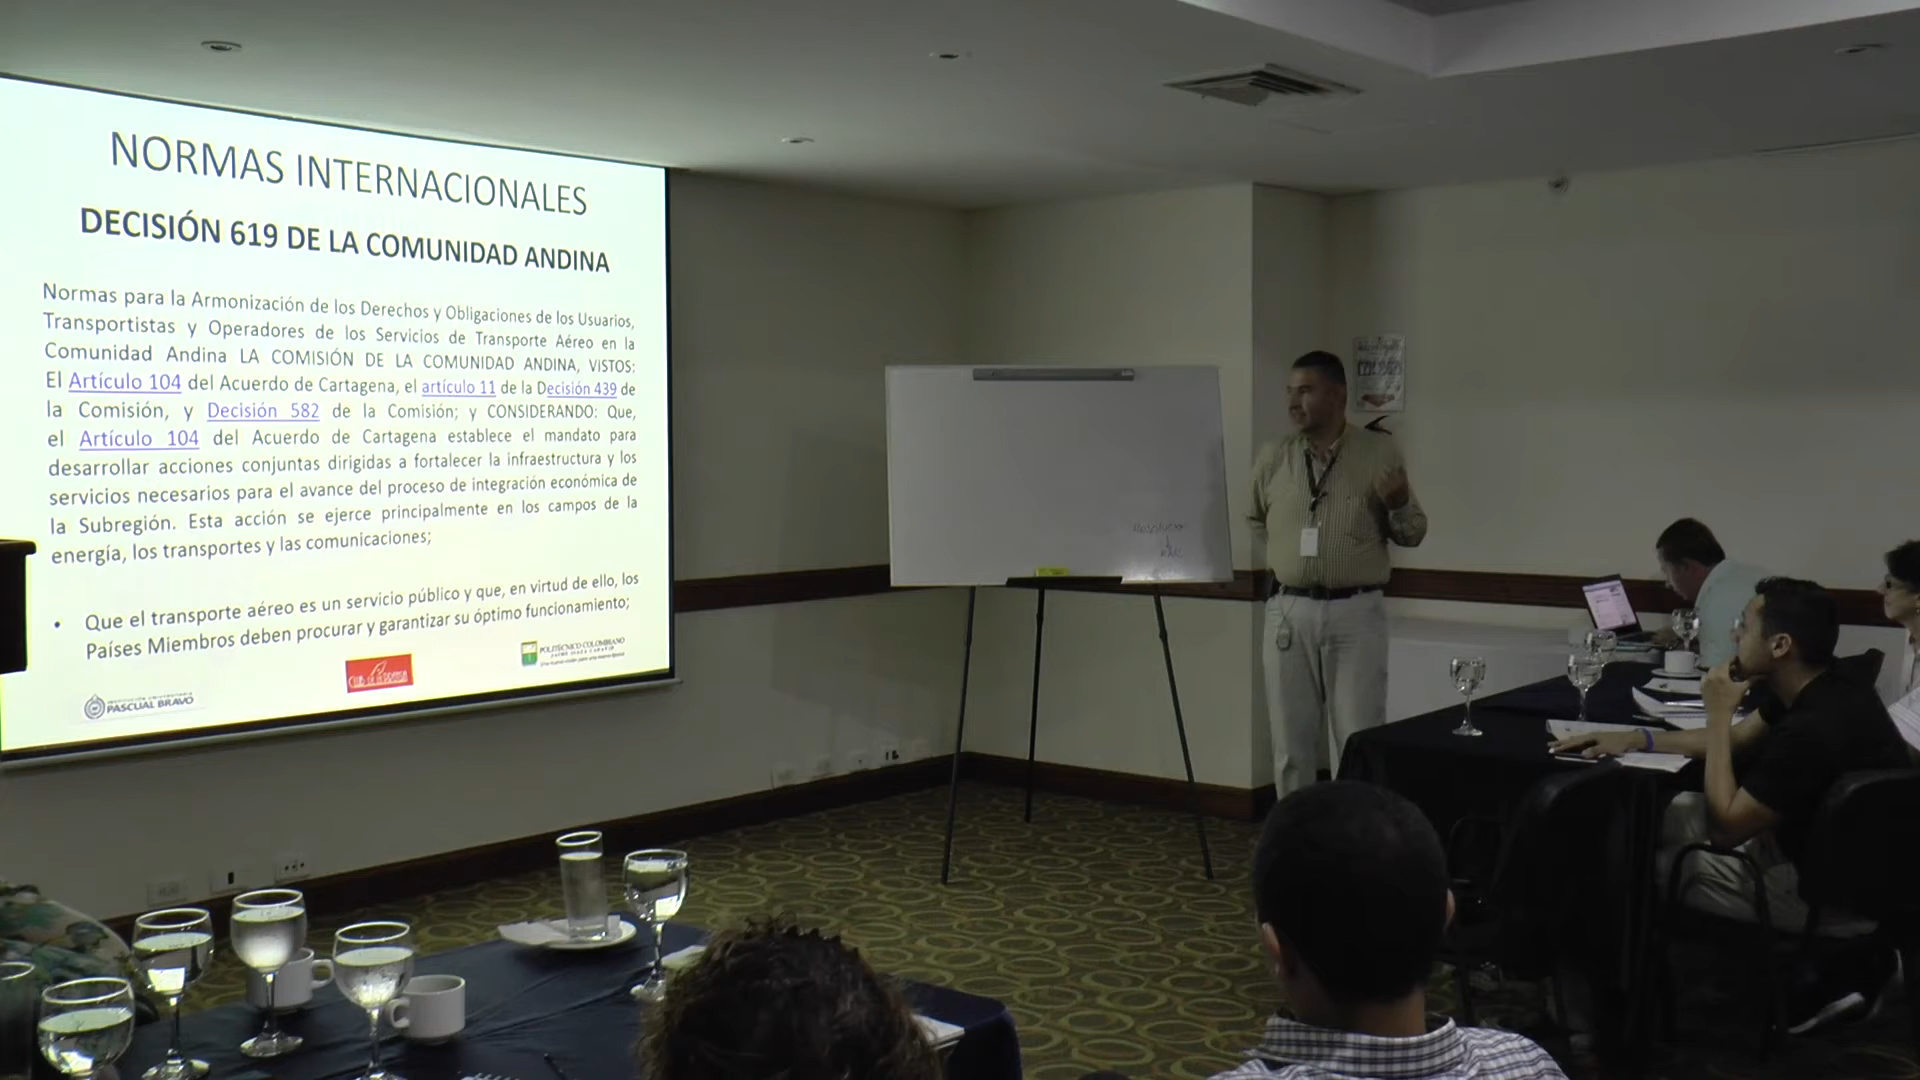 NORMAS INTERNACIONALES
DECISIÓN 619 DE LA COMUNIDAD ANDINA
Normas para la Armonización de los Derechos y Obligaciones de los Usuarios,
Transportistas y Operadores de los Servicios de Transporte Aéreo en la
Comunidad Andina LA COMISIÓN DE LA COMUNIDAD ANDINA, VISTOS:
El Artículo 104 del Acuerdo de Cartagena, el artículo 11 de la Decisión 439 de
la Comisión, y Decisión 582 de la Comisión; y CONSIDERANDO: Que,
el Artículo 104 del Acuerdo de Cartagena establece el mandato para
desarrollar acciones conjuntas dirigidas a fortalecer la infraestructura y los
servicios necesarios para el avance del proceso de integración económica de
la Subregión. Esta acción se ejerce principalmente en los campos de la
energía, los transportes y las comunicaciones;
• Que el transporte aéreo es un servicio público y que, en virtud de ello, los
Países Miembros deben procurar y garantizar su óptimo funcionamiento;
POLITÉCNICO COLOMBIANO
CLUB DE LA PRENSA
INSTITUCIÓN UNIVERSITARIA
PASCUAL BRAVO